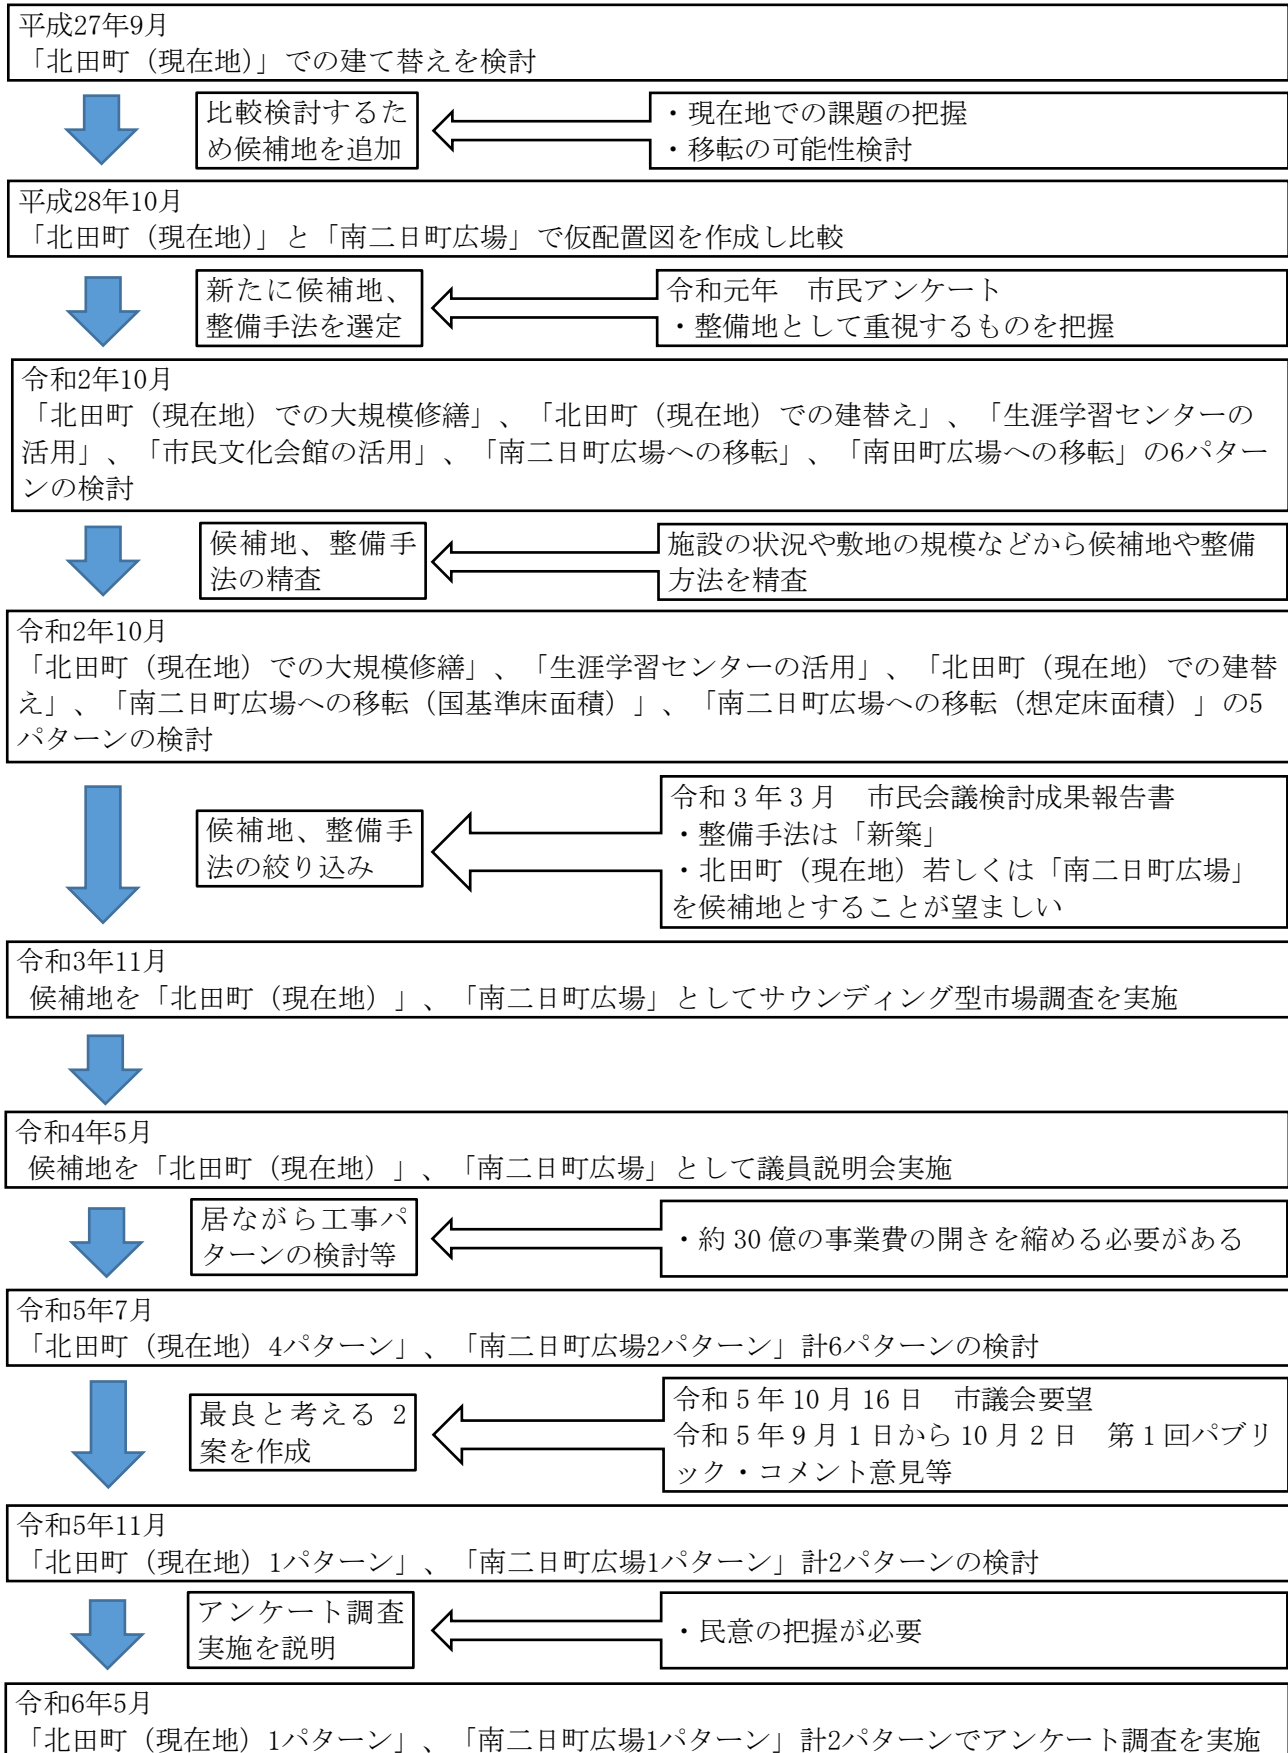 平成27年9月
「北田町（現在地）」での建て替えを検討
比較検討するた
め候補地を追加
・現在地での課題の把握
・移転の可能性検討
平成28年10月
「北田町（現在地）」と「南二日町広場」で仮配置図を作成し比較
新たに候補地、
整備手法を選定
令和元年　市民アンケート
・整備地として重視するものを把握
令和2年10月
「北田町（現在地）での大規模修繕」、「北田町（現在地）での建替え」、「生涯学習センターの
活用」、「市民文化会館の活用」、「南二日町広場への移転」、「南田町広場への移転」の6パター
ンの検討
候補地、整備手
法の精査
施設の状況や敷地の規模などから候補地や整備
方法を精査
令和2年10月
「北田町（現在地）での大規模修繕」、「生涯学習センターの活用」、「北田町（現在地）での建替
え」、「南二日町広場への移転（国基準床面積）」、「南二日町広場への移転（想定床面積）」の5
パターンの検討
候補地、整備手
法の絞り込み
令和３年３月　市民会議検討成果報告書
・整備手法は「新築」
・北田町（現在地）若しくは「南二日町広場」
を候補地とすることが望ましい
令和3年11月
候補地を「北田町（現在地）」、「南二日町広場」としてサウンディング型市場調査を実施
令和4年5月
候補地を「北田町（現在地）」、「南二日町広場」として議員説明会実施
居ながら工事パ
ターンの検討等
・約30億の事業費の開きを縮める必要がある
令和5年7月
「北田町（現在地）4パターン」、「南二日町広場2パターン」計6パターンの検討
最良と考える 2
案を作成
令和５年10月16日　市議会要望
令和５年９月１日から10月２日　第１回パブリ
ック・コメント意見等
令和5年11月
「北田町（現在地）1パターン」、「南二日町広場1パターン」計2パターンの検討
アンケート調査
実施を説明
・民意の把握が必要
令和6年5月
「北田町（現在地）1パターン」、「南二日町広場1パターン」計2パターンでアンケート調査を実施